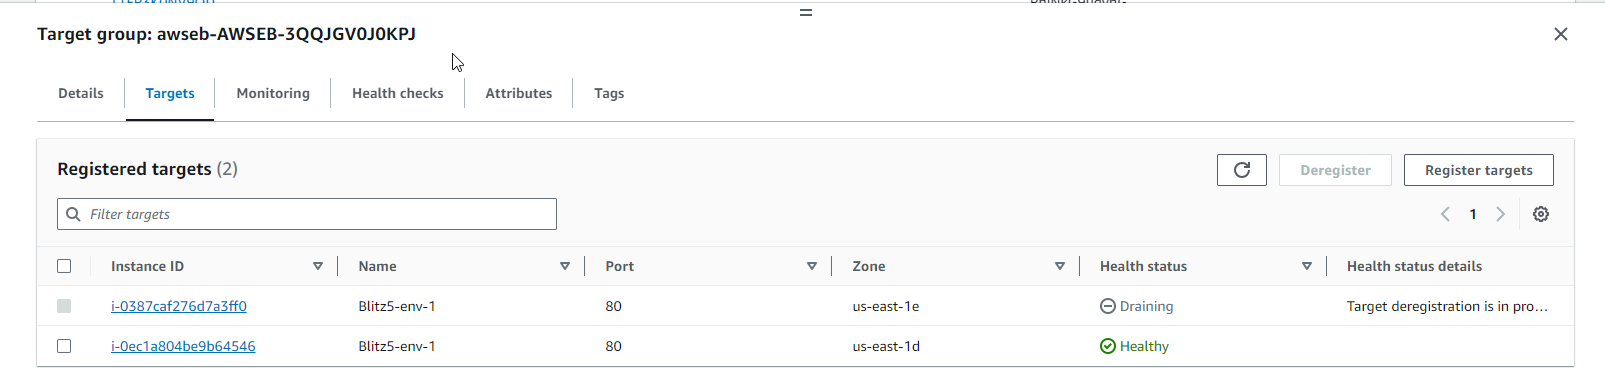 Target group: awseb-AWSEB-3QQJGV0J0KPJ
Details Targets Monitoring Health checks Attributes Tags
Registered targets (2) Deregister Register targets
Filter targets 1
Instance ID Name Port Zone Health status Health status details
i-0387caf276d7a3ff0 Blitz5-env-1 80 us-east-1e Draining Target deregistration is in pro...
i-0ec1a804be9b64546 Blitz5-env-1 80 us-east-1d Healthy